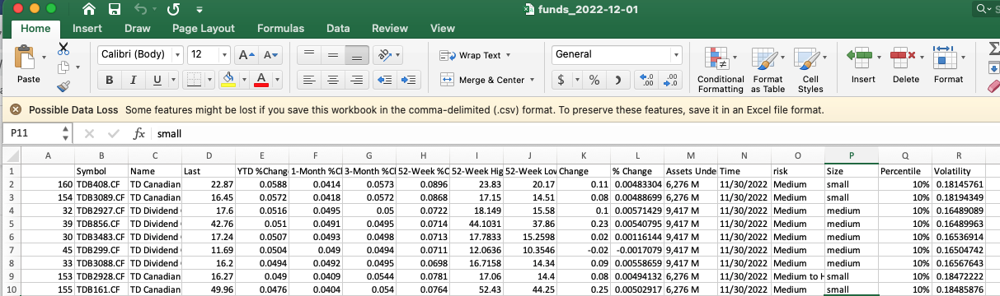 funds_2022-12-01
Home Insert Draw Page Layout Formulas Data Review View
Paste Calibri (Body) 12 A A Wrap Text General Conditional Formatting Format as Table Cell Styles Insert Delete Format
B I U A Merge & Center $ % .00 .0
Possible Data Loss Some features might be lost if you save this workbook in the comma-delimited (.csv) format. To preserve these features, save it in an Excel file format.
P11 fx small
A B C D E F G H I J K L M N O P Q R
1 Symbol Name Last YTD %Chang 1-Month %Cl 3-Month %Cl 52-Week %C 52-Week Hig 52-Week Lov Change % Change Assets Unde Time risk Size Percentile Volatility
2 160 TDB408.CF TD Canadian 22.87 0.0588 0.0414 0.0573 0.0896 23.83 20.17 0.11 0.00483304 6,276 M 11/30/2022 Medium small 10% 0.18145761
3 154 TDB3089.CF TD Canadian 16.45 0.0572 0.0418 0.0573 0.0868 17.15 14.51 0.08 0.00488699 6,276 M 11/30/2022 Medium small 10% 0.18194349
4 32 TDB2927.CF TD Dividend 17.6 0.0516 0.0495 0.05 0.0722 18.149 15.58 0.1 0.00571429 9,417 M 11/30/2022 Medium medium 10% 0.16489089
5 39 TDB856.CF TD Dividend 42.76 0.051 0.0491 0.0495 0.0714 44.1031 37.86 0.23 0.00540795 9,417 M 11/30/2022 Medium medium 10% 0.16489963
6 30 TDB3483.CF TD Dividend 17.24 0.0507 0.0493 0.0498 0.0713 17.7833 15.2598 0.02 0.00116144 9,417 M 11/30/2022 Medium medium 10% 0.16536914
7 45 TDB299.CF TD Dividend 11.69 0.0504 0.049 0.0494 0.0711 12.0636 10.3546 -0.02 -0.0017079 9,417 M 11/30/2022 Medium medium 10% 0.16504742
8 33 TDB3088.CF TD Dividend 16.2 0.0494 0.0492 0.0495 0.0698 16.7158 14.34 0.09 0.00558659 9,417 M 11/30/2022 Medium medium 10% 0.16567643
9 153 TDB2928.CF TD Canadian 16.27 0.049 0.0409 0.0544 0.0781 17.06 14.4 0.08 0.00494132 6,276 M 11/30/2022 Medium to H small 10% 0.18472222
10 155 TDB161.CF TD Canadian 49.96 0.0476 0.0404 0.054 0.0764 52.43 44.25 0.25 0.00502917 6,276 M 11/30/2022 Medium small 10% 0.18485876